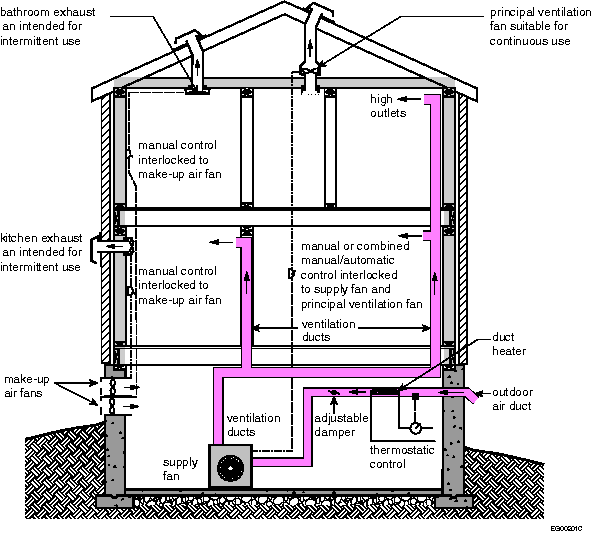 bathroom exhaust
an intended for
intermittent use
principal ventilation
fan suitable for
continuous use
high
outlets
manual control
interlocked to
make-up air fan
kitchen exhaust
an intended for
intermittent use
manual control
interlocked to
make-up air fan
manual or combined
manual/automatic
control interlocked
to supply fan and
principal ventilation fan
ventilation
ducts
duct
heater
make-up
air fans
outdoor
air duct
ventilation
ducts
adjustable
damper
thermostatic
control
supply
fan
EG00201C